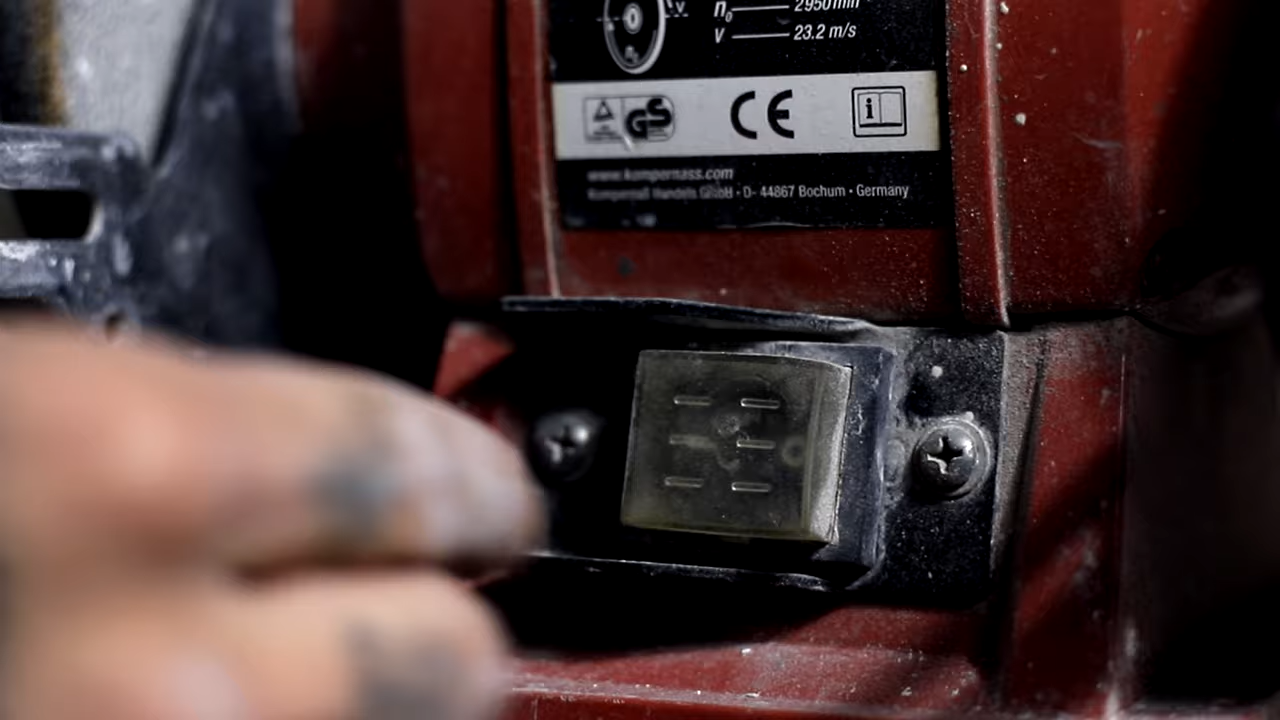 n₀ 2950 min
V 23.2 m/s
GS CE i
www.kompernass.com
Kompernaß Handels GmbH · D- 44867 Bochum · Germany